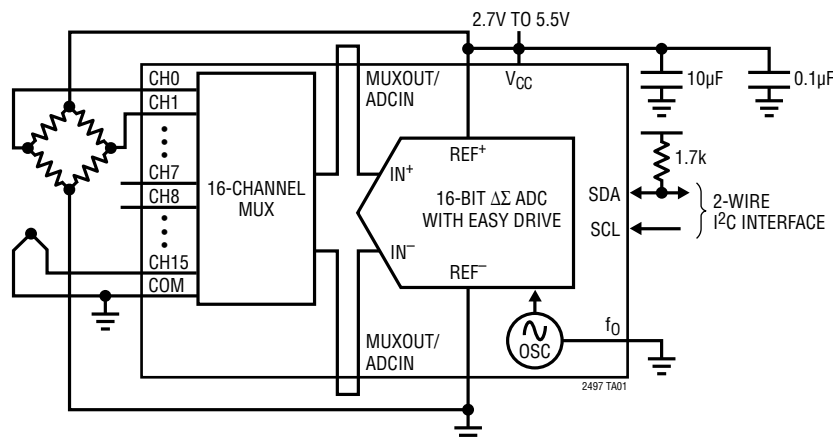 2.7V TO 5.5V
CH0
CH1
CH7
CH8
CH15
COM
16-CHANNEL
MUX
MUXOUT/
ADCIN
VCC
10µF
0.1µF
1.7k
IN+
REF+
16-BIT ΔΣ ADC
WITH EASY DRIVE
IN−
REF−
SDA
SCL
2-WIRE
I2C INTERFACE
MUXOUT/
ADCIN
OSC
fO
2497 TA01